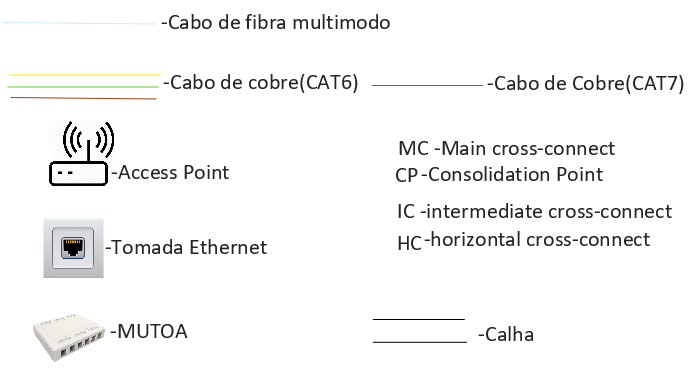 -Cabo de fibra multimodo
-Cabo de cobre(CAT6)
-Cabo de Cobre(CAT7)
-Access Point
MC -Main cross-connect
CP -Consolidation Point
IC -intermediate cross-connect
HC -horizontal cross-connect
-Tomada Ethernet
-MUTOA
-Calha